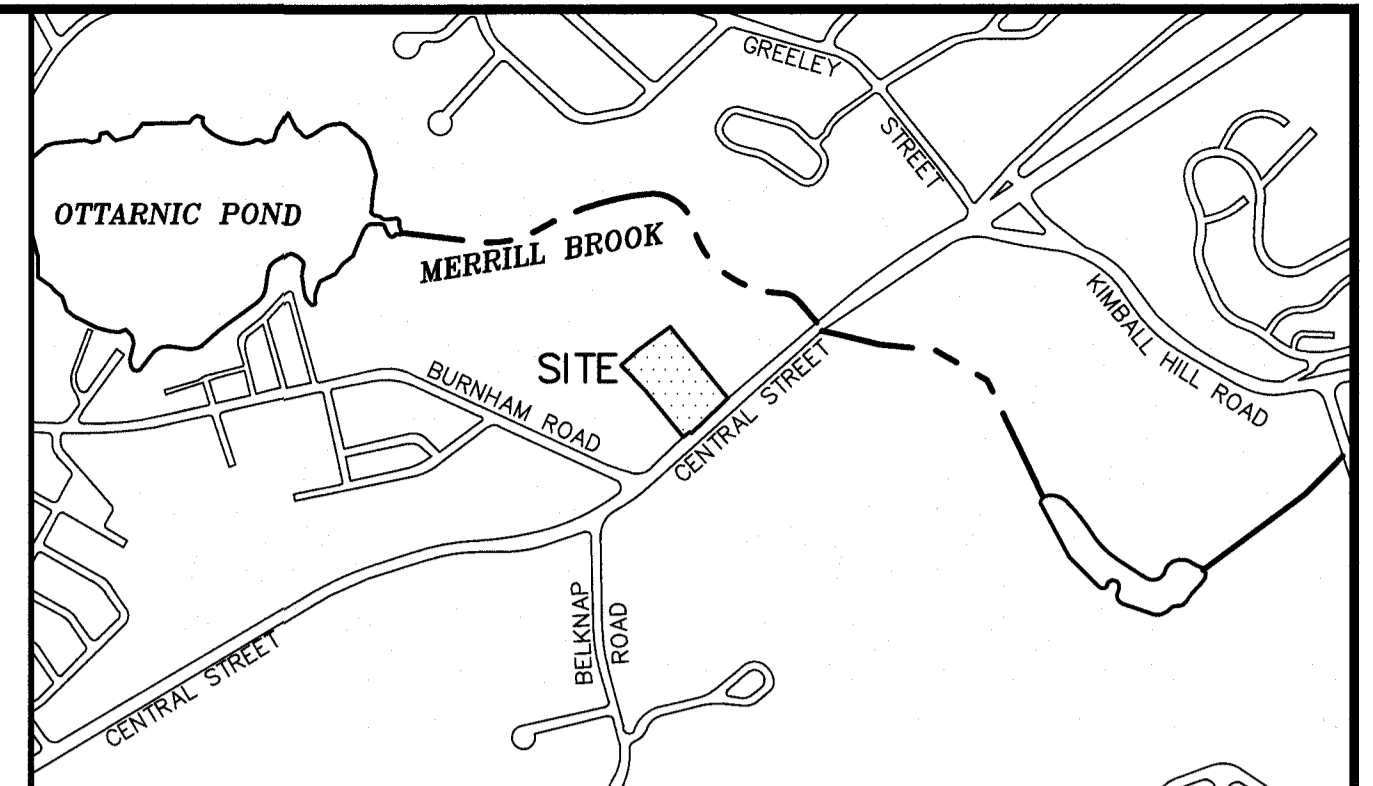 GREELEY
STREET
OTTARNIC POND
MERRILL BROOK
KIMBALL HILL ROAD
SITE
BURNHAM ROAD
CENTRAL STREET
BELKNAP
ROAD
CENTRAL STREET